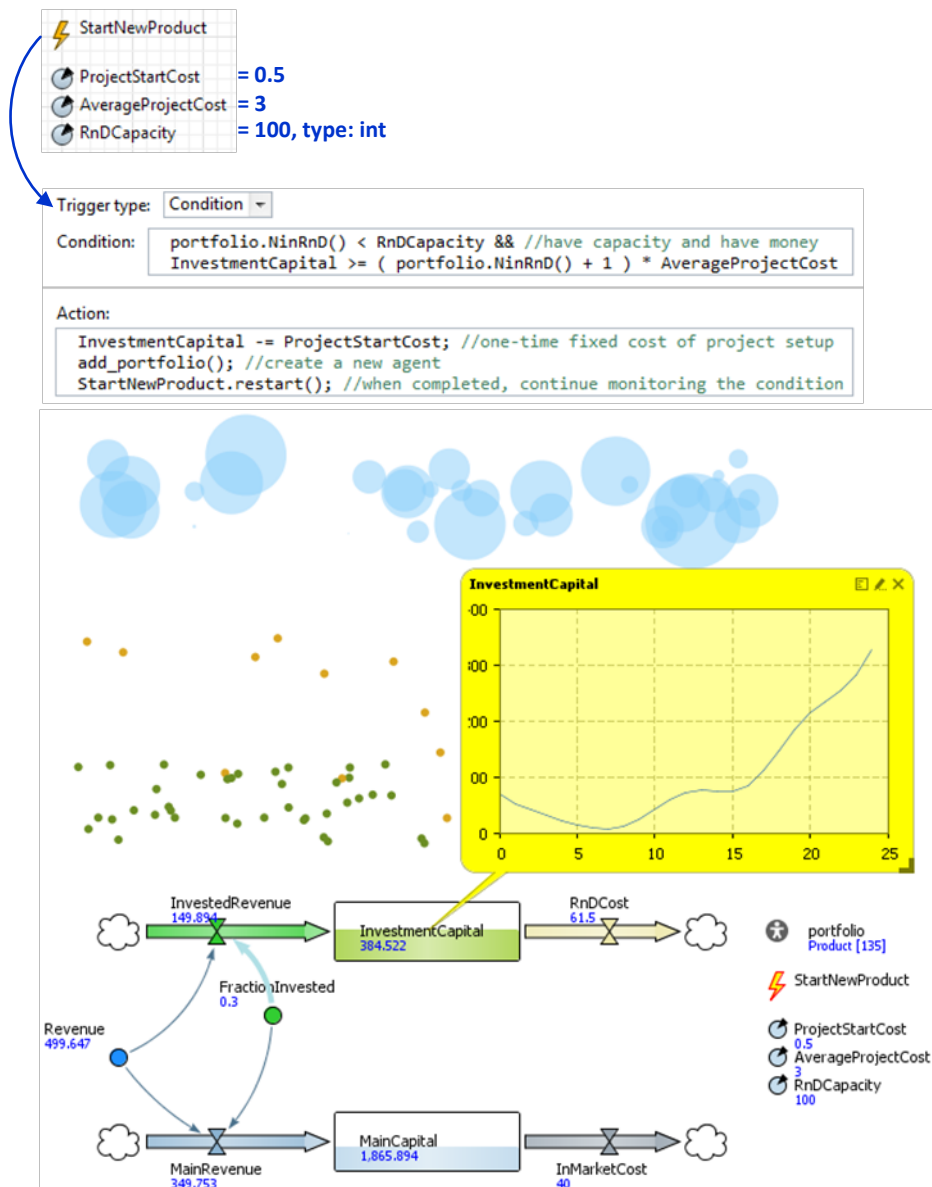 StartNewProduct
ProjectStartCost = 0.5
AverageProjectCost = 3
RnDCapacity = 100, type: int
Trigger type: Condition
Condition: portfolio.NinRnD() < RnDCapacity && //have capacity and have money
InvestmentCapital >= ( portfolio.NinRnD() + 1 ) * AverageProjectCost
Action:
InvestmentCapital -= ProjectStartCost; //one-time fixed cost of project setup
add_portfolio(); //create a new agent
StartNewProduct.restart(); //when completed, continue monitoring the condition
InvestmentCapital
00
00
00
00
0
0 5 10 15 20 25
InvestedRevenue
149.894
RnDCost
61.5
InvestmentCapital
384.522
portfolio
Product [135]
FractionInvested
0.3
StartNewProduct
Revenue
499.647
ProjectStartCost
0.5
AverageProjectCost
3
RnDCapacity
100
MainCapital
1,865.894
MainRevenue
349.753
InMarketCost
40